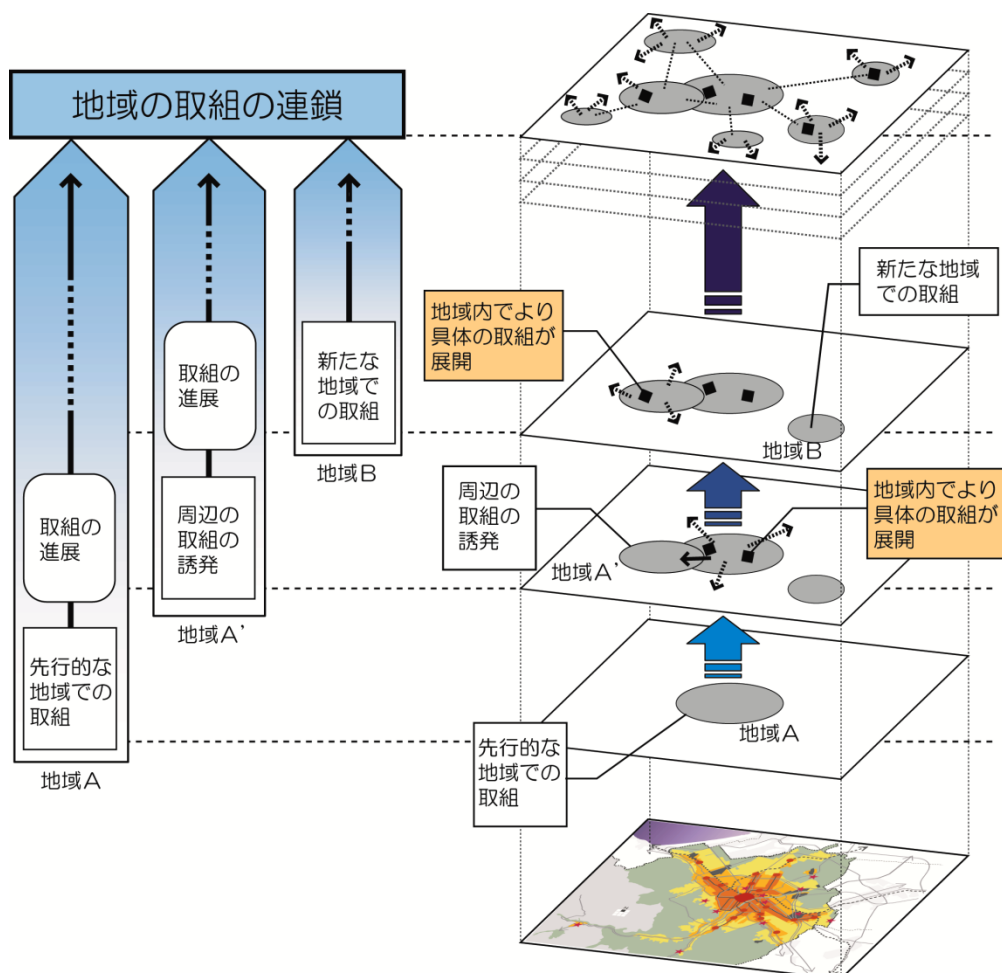 地域の取組の連鎖
取組の
進展
先行的な
地域での
取組
地域A
取組の
進展
周辺の
取組の
誘発
地域A’
新たな
地域で
の取組
地域B
新たな地域
での取組
地域内でより
具体の取組が
展開
地域B
周辺の
取組の
誘発
地域内でより
具体の取組が
展開
地域A’
地域A
先行的な
地域での
取組